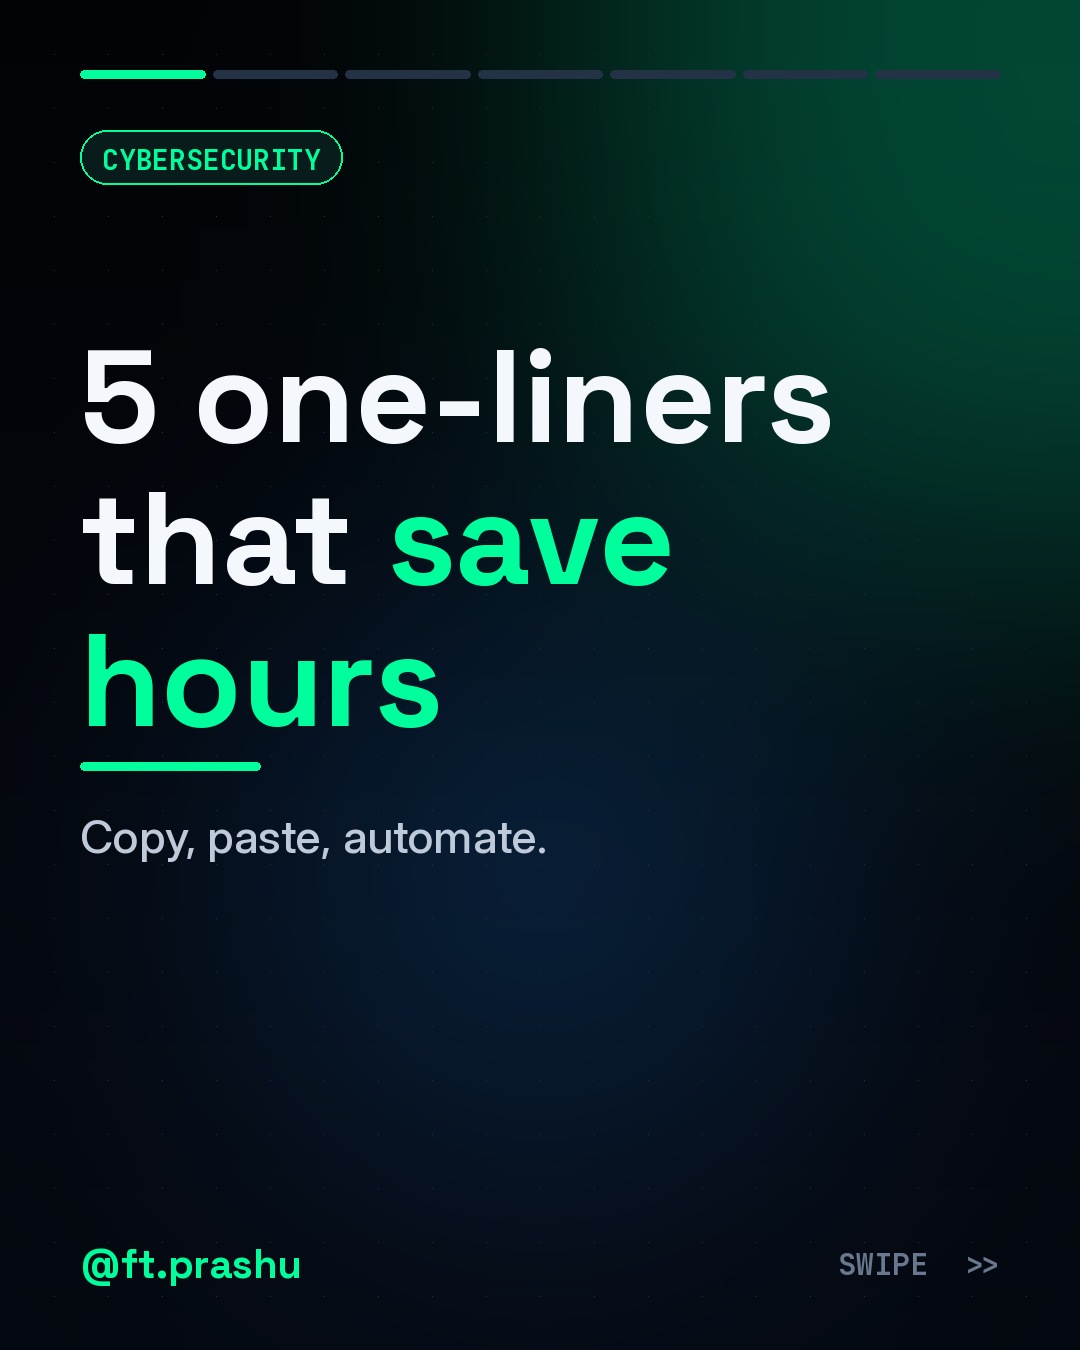 CYBERSECURITY
5 one-liners
that save
hours
Copy, paste, automate.
@ft.prashu
SWIPE >>